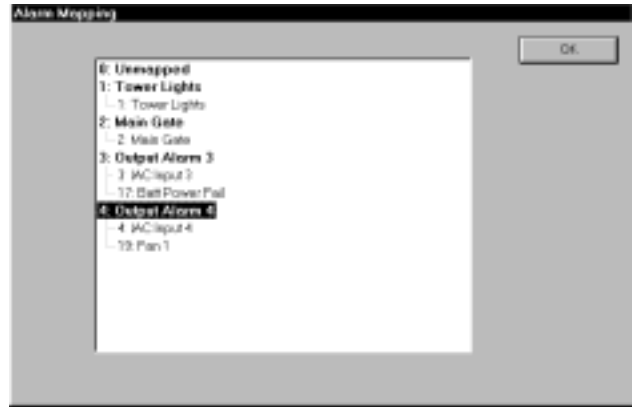 Alarm Mapping
OK
0: Unmapped
1: Tower Lights
1: Tower Lights
2: Main Gate
2: Main Gate
3: Output Alarm 3
3: IAC Input 3
17: Batt Power Fail
4: Output Alarm 4
4: IAC Input 4
19: Fan 1